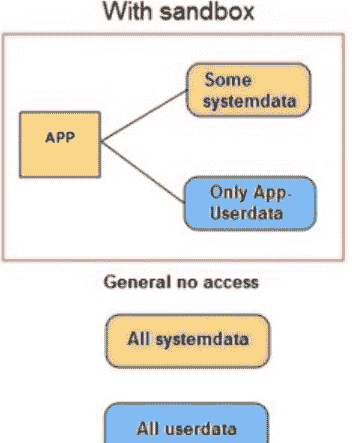 With sandbox
Some
systemdata
APP
Only App-
Userdata
General no access
All systemdata
All userdata